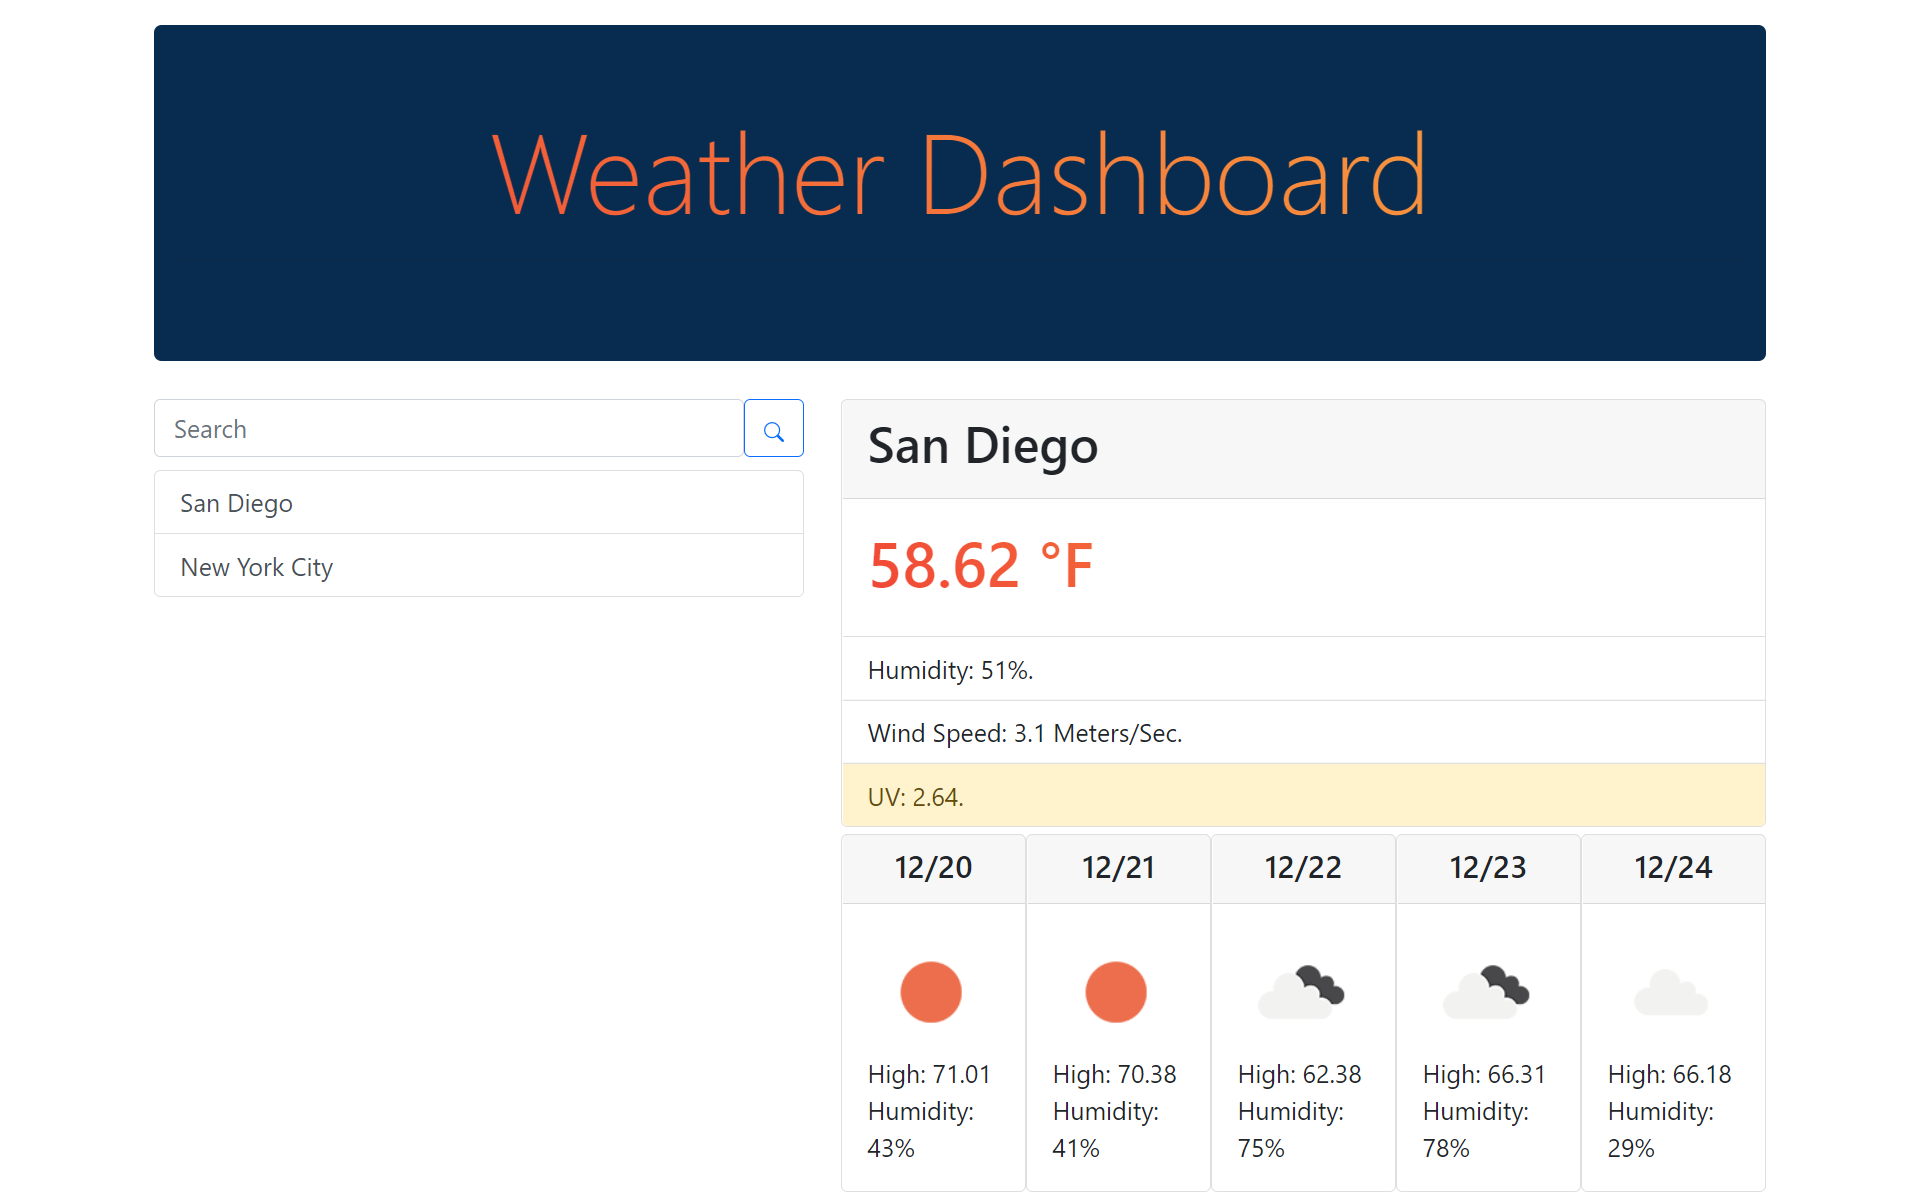 Weather Dashboard
Search
San Diego
New York City
San Diego
58.62 °F
Humidity: 51%.
Wind Speed: 3.1 Meters/Sec.
UV: 2.64.
12/20
High: 71.01
Humidity:
43%
12/21
High: 70.38
Humidity:
41%
12/22
High: 62.38
Humidity:
75%
12/23
High: 66.31
Humidity:
78%
12/24
High: 66.18
Humidity:
29%